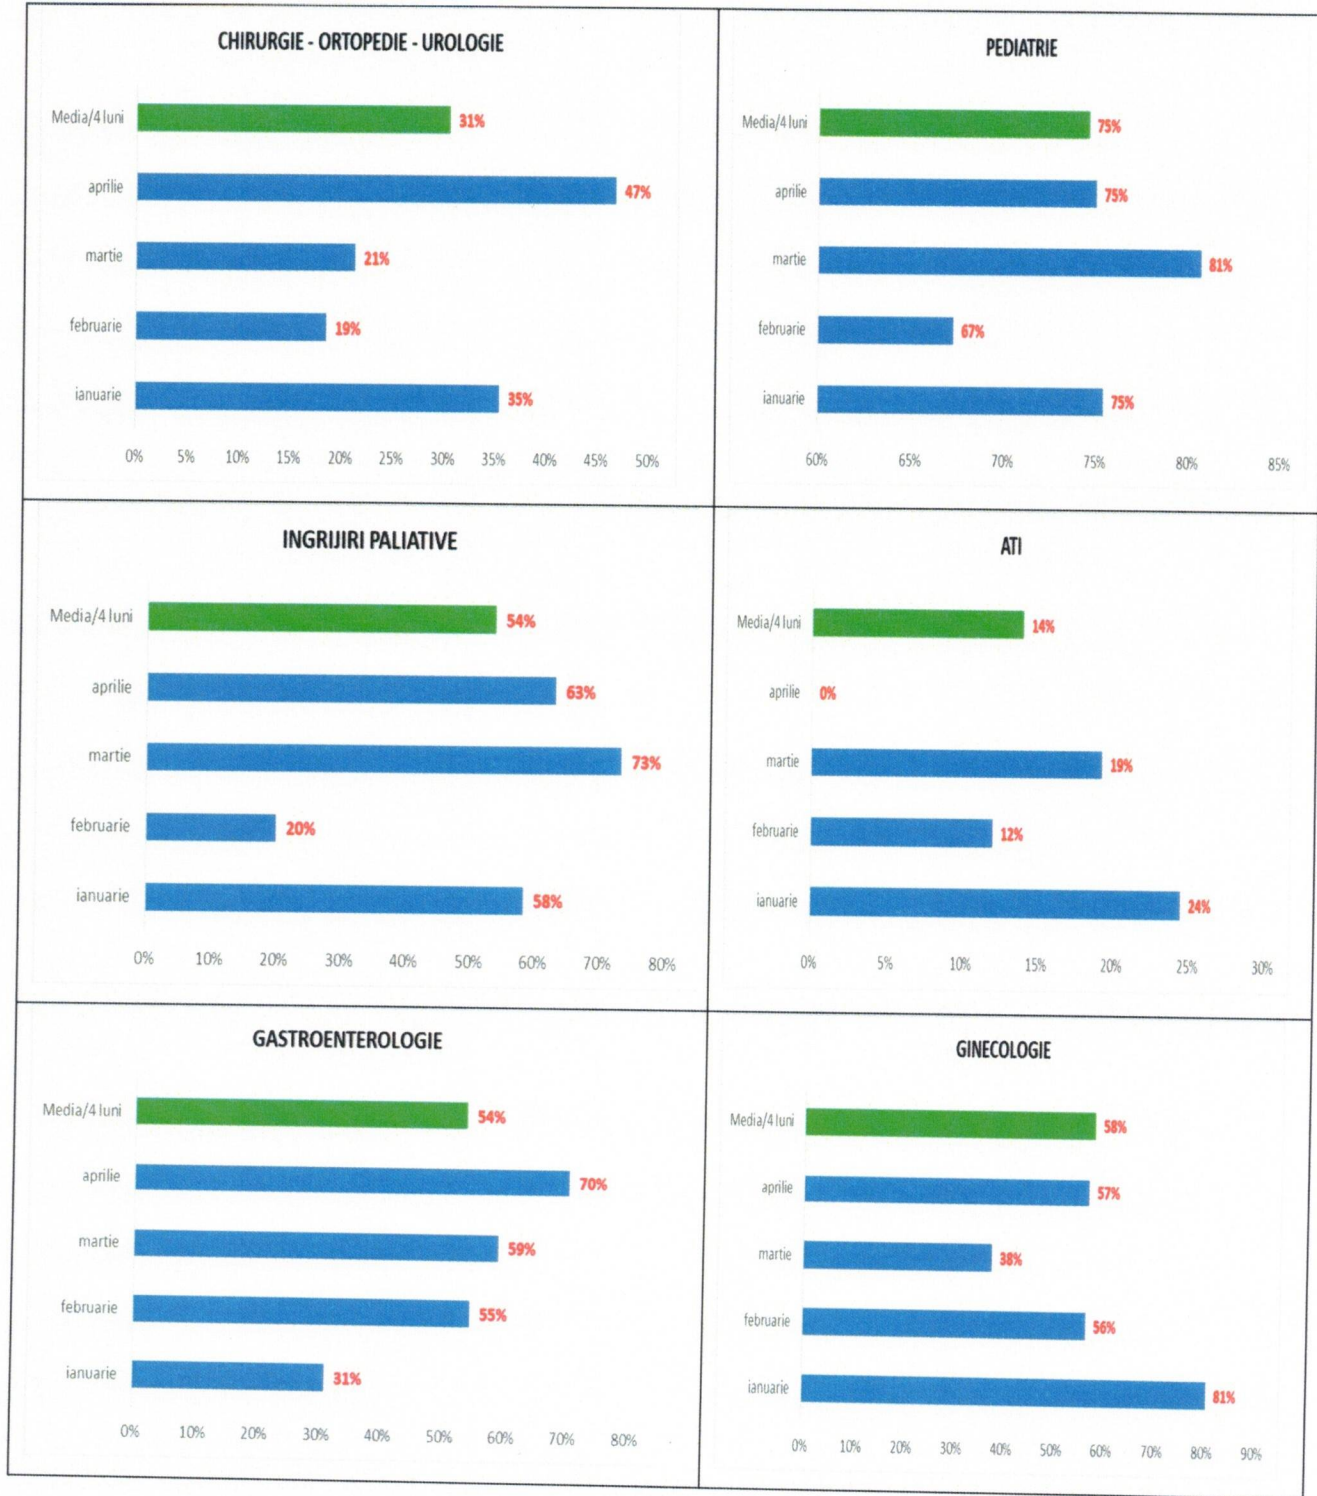 CHIRURGIE - ORTOPEDIE - UROLOGIE
Media/4 luni 31%
aprilie 47%
martie 21%
februarie 19%
ianuarie 35%
0% 5% 10% 15% 20% 25% 30% 35% 40% 45% 50%
PEDIATRIE
Media/4 luni 75%
aprilie 75%
martie 81%
februarie 67%
ianuarie 75%
60% 65% 70% 75% 80% 85%
INGRIJIRI PALIATIVE
Media/4 luni 54%
aprilie 63%
martie 73%
februarie 20%
ianuarie 58%
0% 10% 20% 30% 40% 50% 60% 70% 80%
ATI
Media/4 luni 14%
aprilie 0%
martie 19%
februarie 12%
ianuarie 24%
0% 5% 10% 15% 20% 25% 30%
GASTROENTEROLOGIE
Media/4 luni 54%
aprilie 70%
martie 59%
februarie 55%
ianuarie 31%
0% 10% 20% 30% 40% 50% 60% 70% 80%
GINECOLOGIE
Media/4 luni 58%
aprilie 57%
martie 38%
februarie 56%
ianuarie 81%
0% 10% 20% 30% 40% 50% 60% 70% 80% 90%